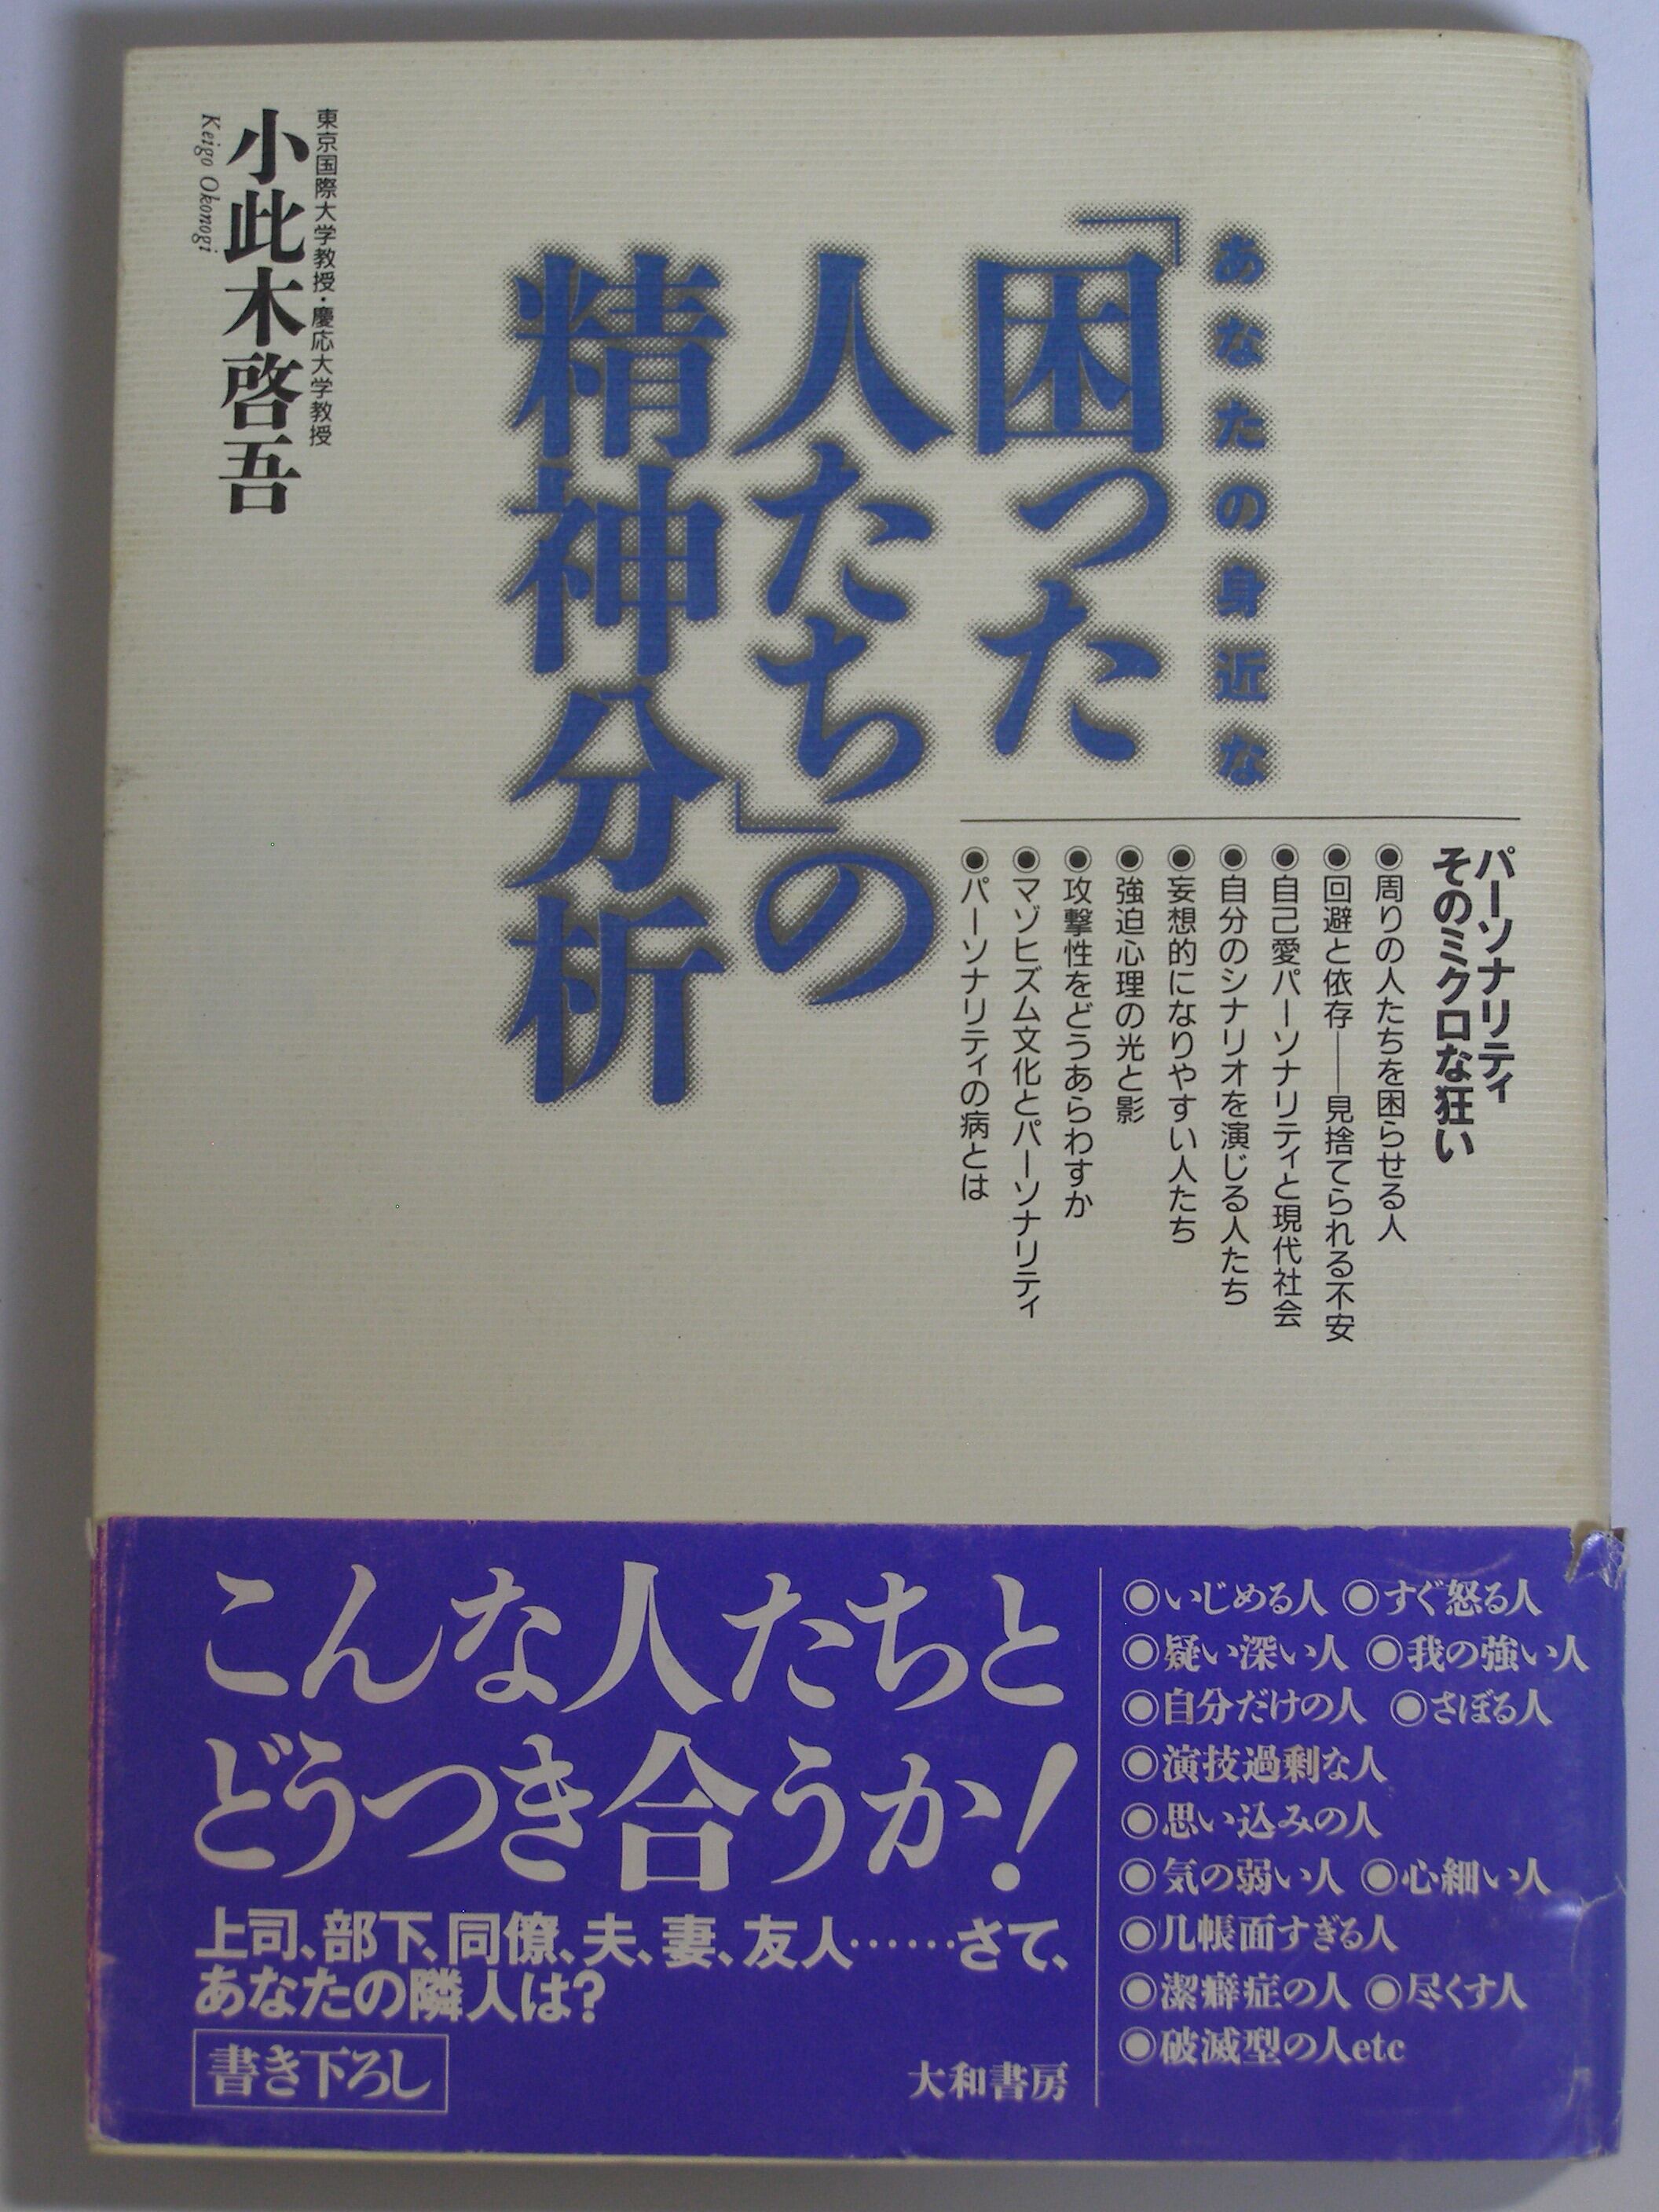 パーソナリティ
そのミクロな狂い
◉周りの人たちを困らせる人
◉回避と依存――見捨てられる不安
◉自己愛パーソナリティと現代社会
◉自分のシナリオを演じる人たち
◉妄想的になりやすい人たち
◉強迫心理の光と影
◉攻撃性をどうあらわすか
◉マゾヒズム文化とパーソナリティ
◉パーソナリティの病とは
あなたの身近な
「困った
人たち」の
精神分析
東京国際大学教授・慶応大学教授
小此木啓吾
Keigo Okonogi
こんな人たちと
どうつき合うか!
上司、部下、同僚、夫、妻、友人……さて、
あなたの隣人は?
書き下ろし
大和書房
◉いじめる人 ◉すぐ怒る人
◉疑い深い人 ◉我の強い人
◉自分だけの人 ◉さぼる人
◉演技過剰な人
◉思い込みの人
◉気の弱い人 ◉心細い人
◉几帳面すぎる人
◉潔癖症の人 ◉尽くす人
◉破滅型の人etc